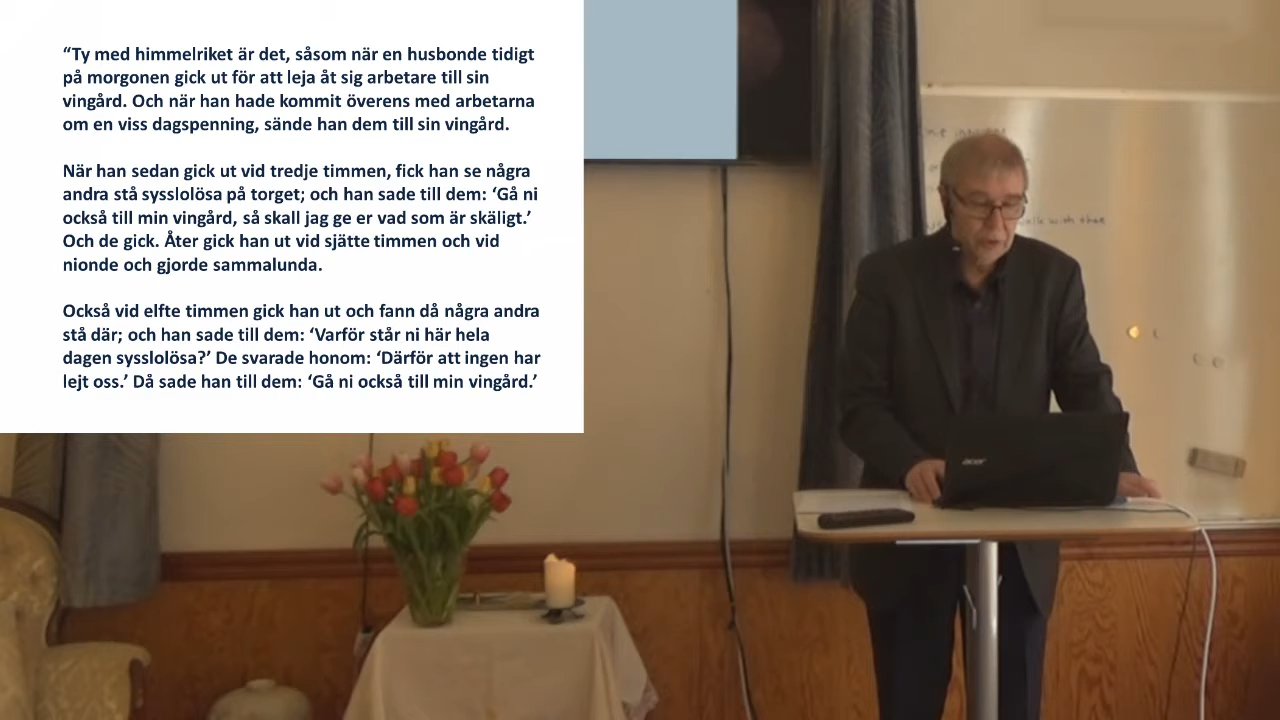 “Ty med himmelriket är det, såsom när en husbonde tidigt
på morgonen gick ut för att leja åt sig arbetare till sin
vingård. Och när han hade kommit överens med arbetarna
om en viss dagspenning, sände han dem till sin vingård.
När han sedan gick ut vid tredje timmen, fick han se några
andra stå sysslolösa på torget; och han sade till dem: ‘Gå ni
också till min vingård, så skall jag ge er vad som är skäligt.’
Och de gick. Åter gick han ut vid sjätte timmen och vid
nionde och gjorde sammalunda.
Också vid elfte timmen gick han ut och fann då några andra
stå där; och han sade till dem: ‘Varför står ni här hela
dagen sysslolösa?’ De svarade honom: ‘Därför att ingen har
lejt oss.’ Då sade han till dem: ‘Gå ni också till min vingård.’
walk with
acer